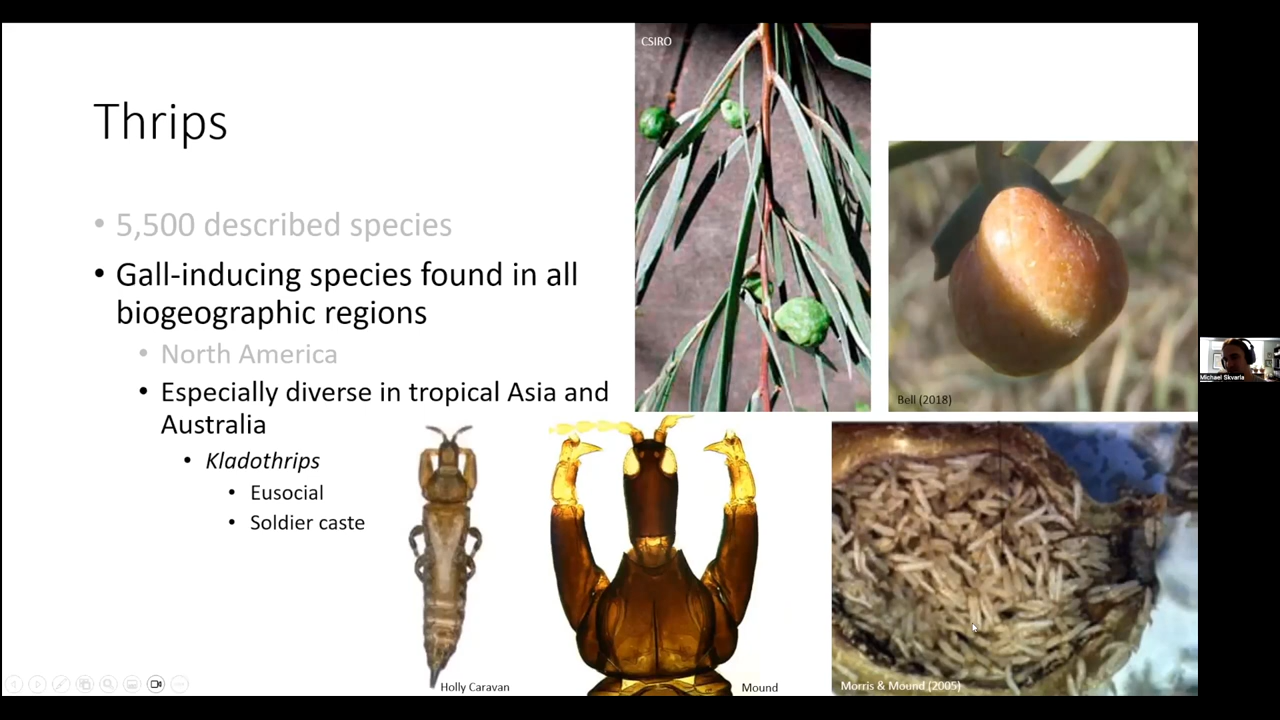 CSIRO
Thrips
• 5,500 described species
• Gall-inducing species found in all
biogeographic regions
• North America
• Especially diverse in tropical Asia and
Australia
• Kladothrips
• Eusocial
• Soldier caste
Bell (2018)
Holly Caravan
Mound
Morris & Mound (2005)
Michael Skvarla